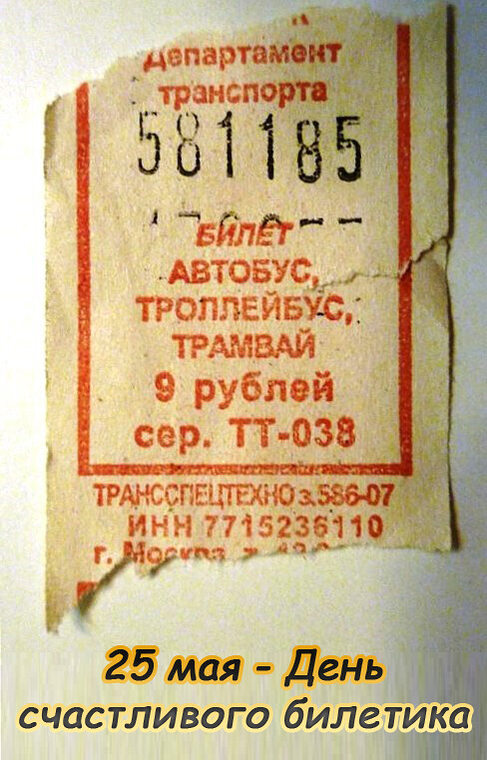 Департамент
транспорта
581185
БИЛЕТ
АВТОБУС,
ТРОЛЛЕЙБУС,
ТРАМВАЙ
9 рублей
сер. ТТ-038
ТРАНССПЕЦТЕХНО з.586-07
ИНН 7715236110
г. Москва
25 мая - День
счастливого билетика